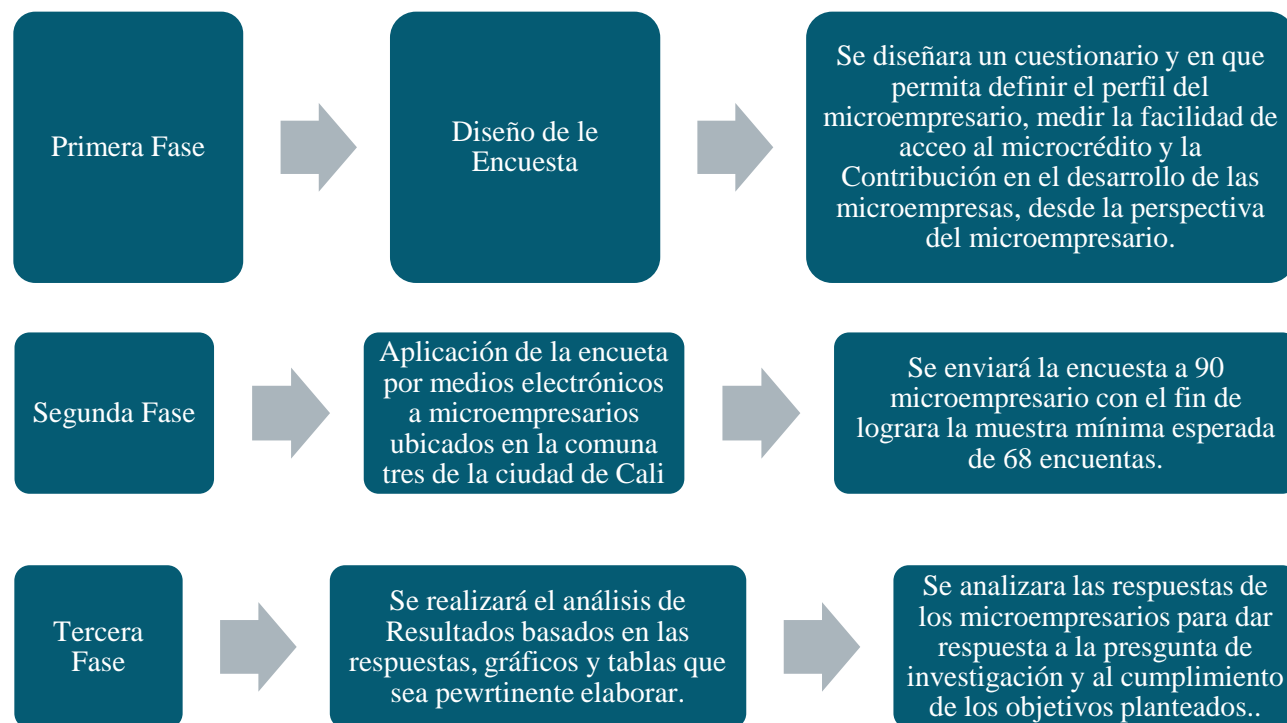 Primera Fase
Diseño de le
Encuesta
Se diseñara un cuestionario y en que
permita definir el perfil del
microempresario, medir la facilidad de
acceo al microcrédito y la
Contribución en el desarrollo de las
microempresas, desde la perspectiva
del microempresario.
Segunda Fase
Aplicación de la encueta
por medios electrónicos
a microempresarios
ubicados en la comuna
tres de la ciudad de Cali
Se enviará la encuesta a 90
microempresario con el fin de
lograra la muestra mínima esperada
de 68 encuentas.
Tercera
Fase
Se realizará el análisis de
Resultados basados en las
respuestas, gráficos y tablas que
sea pewrtinente elaborar.
Se analizara las respuestas de
los microempresarios para dar
respuesta a la presgunta de
investigación y al cumplimiento
de los objetivos planteados..